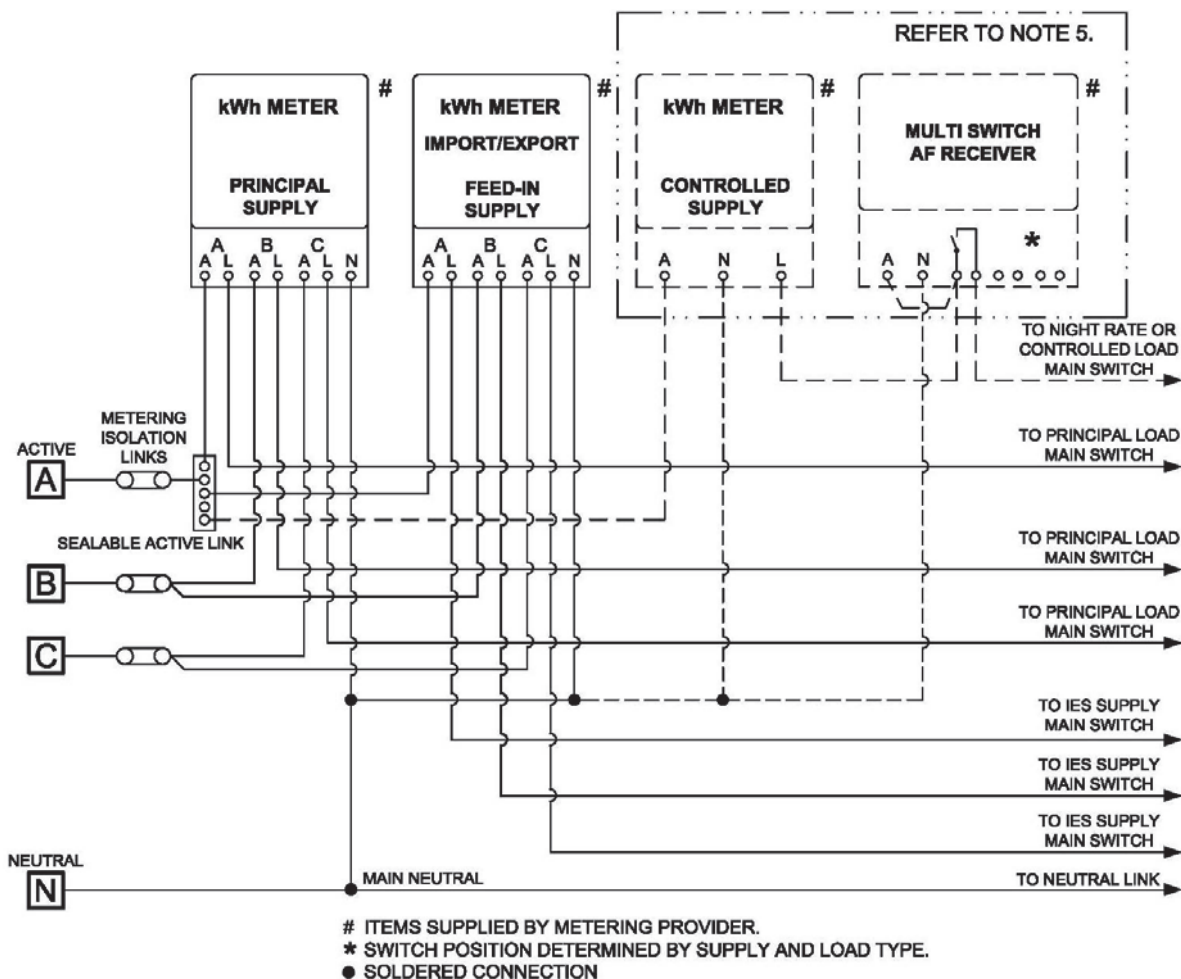 REFER TO NOTE 5.
#
#
#
#
kWh METER
PRINCIPAL
SUPPLY
A B C
A L A L A L N
kWh METER
IMPORT/EXPORT
FEED-IN
SUPPLY
A B C
A L A L A L N
kWh METER
CONTROLLED
SUPPLY
A N L
MULTI SWITCH
AF RECEIVER
*
A N
TO NIGHT RATE OR
CONTROLLED LOAD
MAIN SWITCH
METERING
ISOLATION
LINKS
ACTIVE
A
TO PRINCIPAL LOAD
MAIN SWITCH
SEALABLE ACTIVE LINK
B
TO PRINCIPAL LOAD
MAIN SWITCH
C
TO PRINCIPAL LOAD
MAIN SWITCH
TO IES SUPPLY
MAIN SWITCH
TO IES SUPPLY
MAIN SWITCH
TO IES SUPPLY
MAIN SWITCH
NEUTRAL
N
MAIN NEUTRAL
TO NEUTRAL LINK
# ITEMS SUPPLIED BY METERING PROVIDER.
* SWITCH POSITION DETERMINED BY SUPPLY AND LOAD TYPE.
● SOLDERED CONNECTION